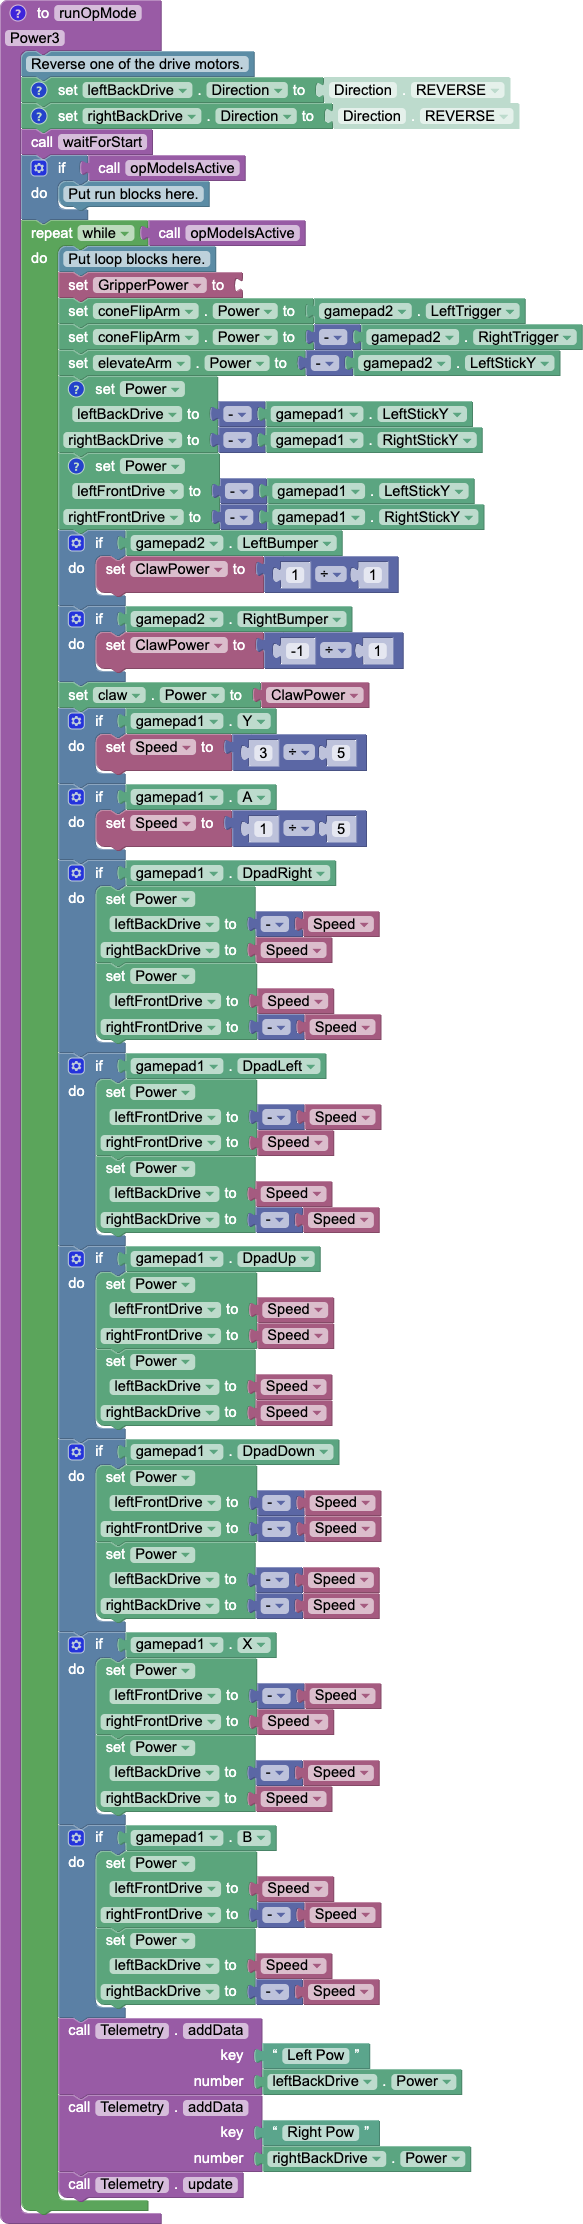 ? to runOpMode
Power3
Reverse one of the drive motors.
? set leftBackDrive . Direction to Direction . REVERSE
? set rightBackDrive . Direction to Direction . REVERSE
call waitForStart
if call opModeIsActive
do Put run blocks here.
repeat while call opModeIsActive
do Put loop blocks here.
set GripperPower to
set coneFlipArm . Power to gamepad2 . LeftTrigger
set coneFlipArm . Power to - gamepad2 . RightTrigger
set elevateArm . Power to - gamepad2 . LeftStickY
? set Power
leftBackDrive to - gamepad1 . LeftStickY
rightBackDrive to - gamepad1 . RightStickY
? set Power
leftFrontDrive to - gamepad1 . LeftStickY
rightFrontDrive to - gamepad1 . RightStickY
if gamepad2 . LeftBumper
do set ClawPower to 1 ÷ 1
if gamepad2 . RightBumper
do set ClawPower to -1 ÷ 1
set claw . Power to ClawPower
if gamepad1 . Y
do set Speed to 3 ÷ 5
if gamepad1 . A
do set Speed to 1 ÷ 5
if gamepad1 . DpadRight
do set Power
leftBackDrive to - Speed
rightBackDrive to Speed
set Power
leftFrontDrive to Speed
rightFrontDrive to - Speed
if gamepad1 . DpadLeft
do set Power
leftFrontDrive to - Speed
rightFrontDrive to Speed
set Power
leftBackDrive to Speed
rightBackDrive to - Speed
if gamepad1 . DpadUp
do set Power
leftFrontDrive to Speed
rightFrontDrive to Speed
set Power
leftBackDrive to Speed
rightBackDrive to Speed
if gamepad1 . DpadDown
do set Power
leftFrontDrive to - Speed
rightFrontDrive to - Speed
set Power
leftBackDrive to - Speed
rightBackDrive to - Speed
if gamepad1 . X
do set Power
leftFrontDrive to - Speed
rightFrontDrive to Speed
set Power
leftBackDrive to - Speed
rightBackDrive to Speed
if gamepad1 . B
do set Power
leftFrontDrive to Speed
rightFrontDrive to - Speed
set Power
leftBackDrive to Speed
rightBackDrive to - Speed
call Telemetry . addData
key “ Left Pow ”
number leftBackDrive . Power
call Telemetry . addData
key “ Right Pow ”
number rightBackDrive . Power
call Telemetry . update